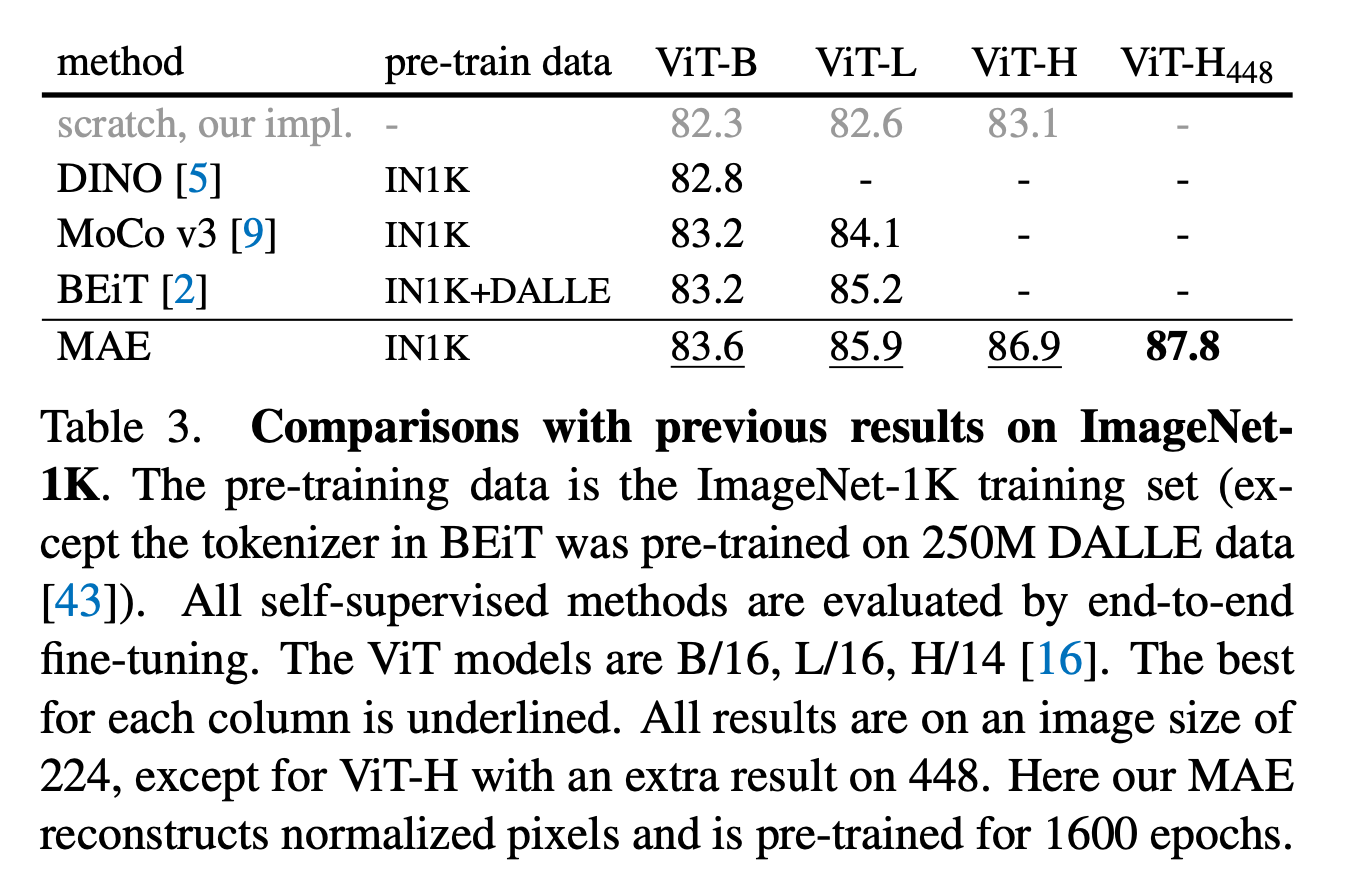 method pre-train data ViT-B ViT-L ViT-H ViT-H448
scratch, our impl. - 82.3 82.6 83.1 -
DINO [5] IN1K 82.8 - - -
MoCo v3 [9] IN1K 83.2 84.1 - -
BEiT [2] IN1K+DALLE 83.2 85.2 - -
MAE IN1K 83.6 85.9 86.9 87.8
Table 3. Comparisons with previous results on ImageNet-
1K. The pre-training data is the ImageNet-1K training set (ex-
cept the tokenizer in BEiT was pre-trained on 250M DALLE data
[43]). All self-supervised methods are evaluated by end-to-end
fine-tuning. The ViT models are B/16, L/16, H/14 [16]. The best
for each column is underlined. All results are on an image size of
224, except for ViT-H with an extra result on 448. Here our MAE
reconstructs normalized pixels and is pre-trained for 1600 epochs.